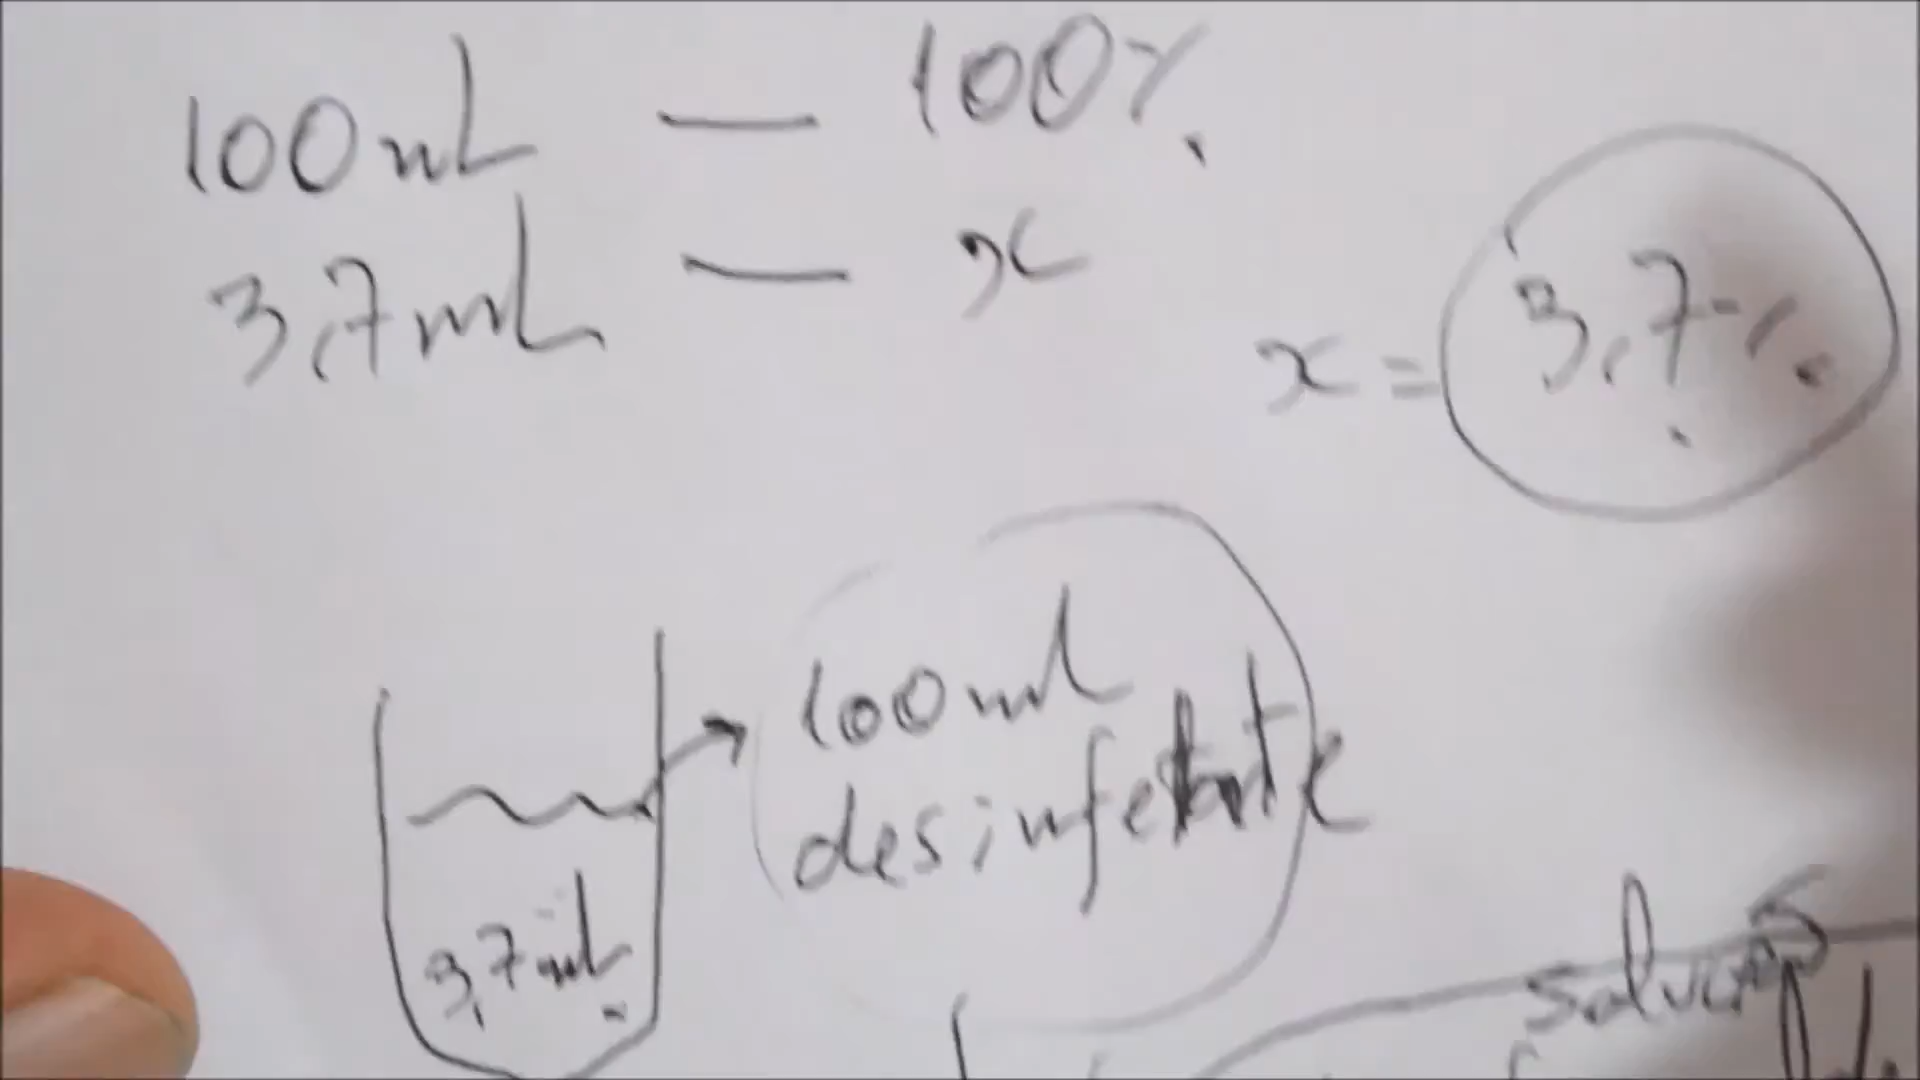 100 mL — 100%
3,7 mL — x
x = 3,7%
100 mL
desinfetante
3,7 mL